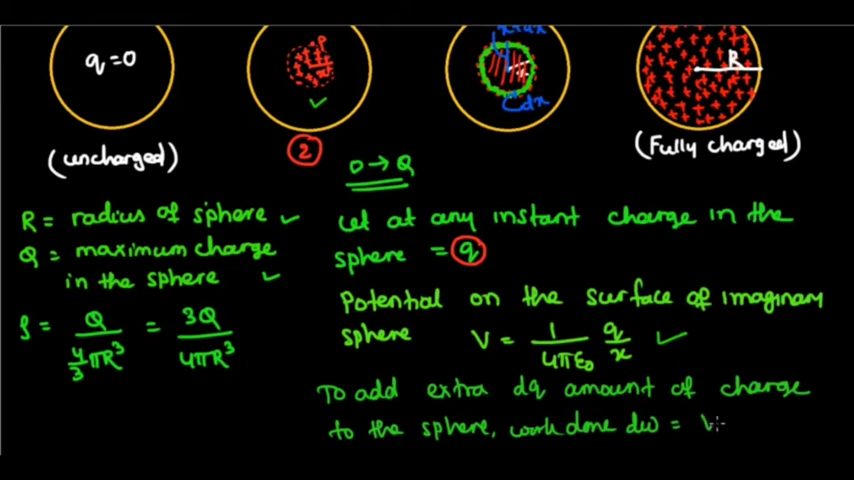 x+dx
q=0
ρ
R
x
dx
(uncharged)
2
(Fully charged)
0 → Q
R = radius of sphere ✓
Q = maximum charge
in the sphere ✓
ρ = Q / (4/3 πR³) = 3Q / 4πR³
Let at any instant charge in the
sphere = q
Potential on the surface of imaginary
sphere V = 1/4πε₀ q/x ✓
To add extra dq amount of charge
to the sphere, work done dw = V